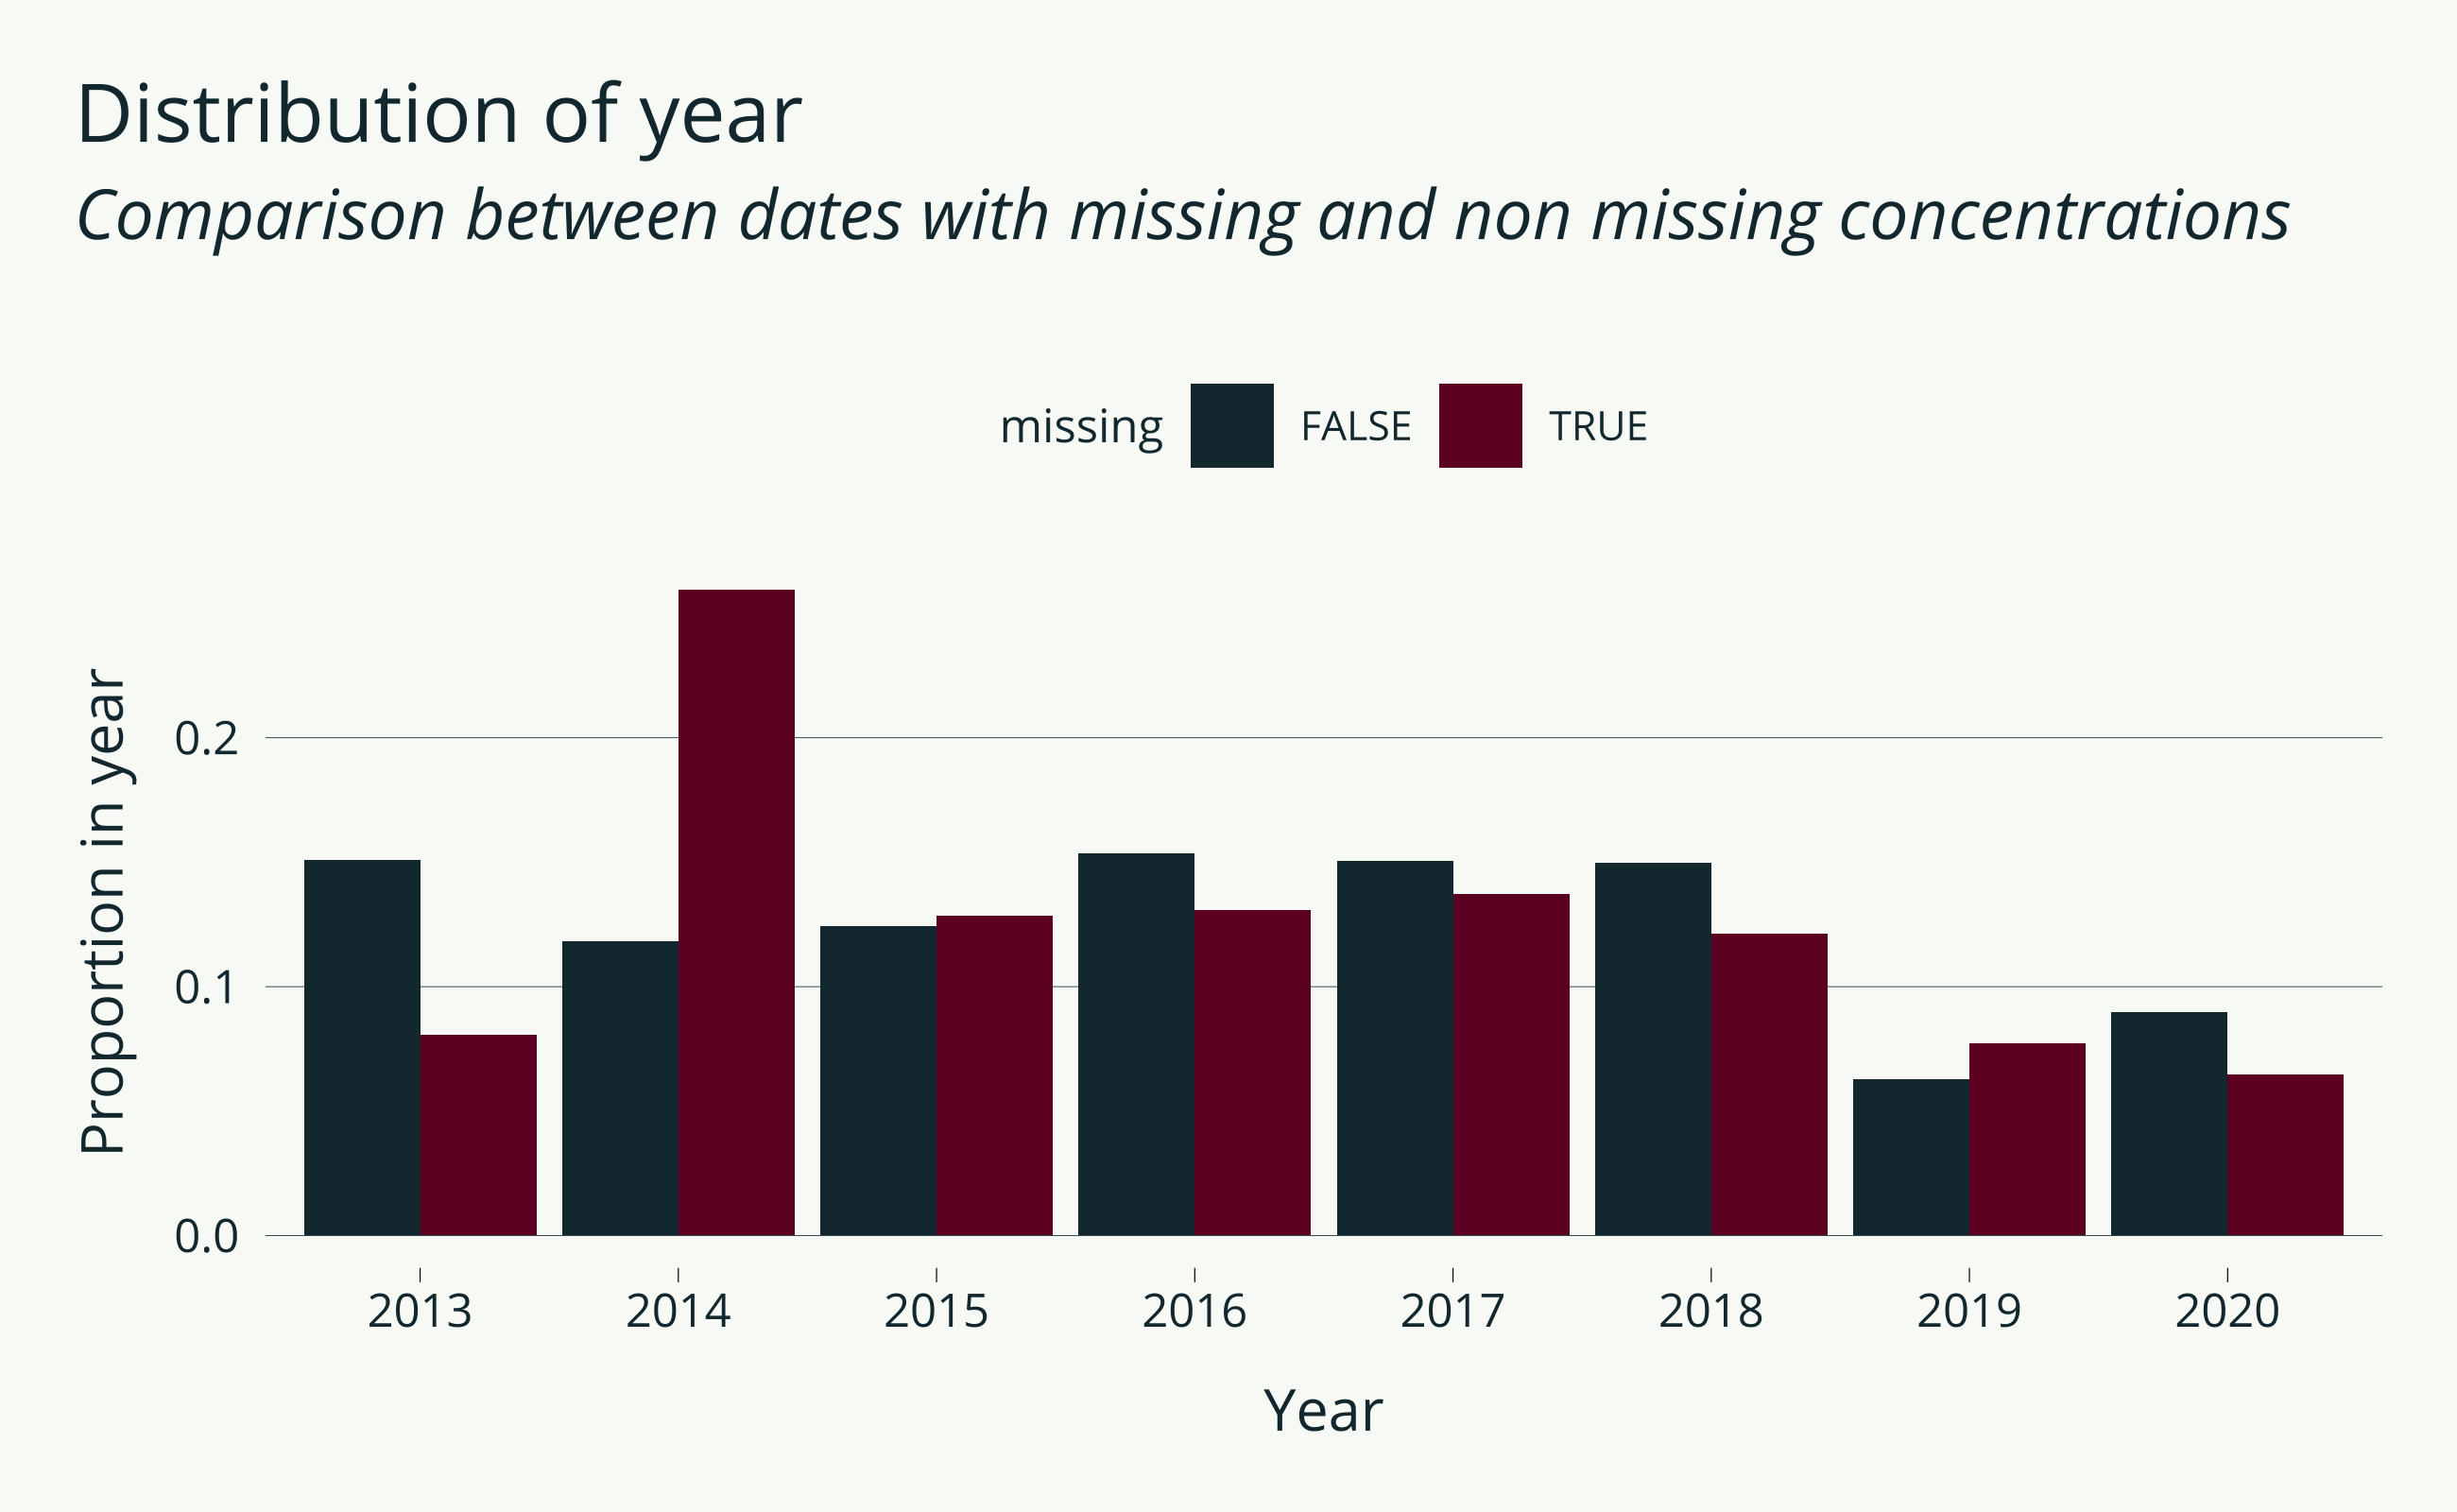 Distribution of year
Comparison between dates with missing and non missing concentrations
missing FALSE TRUE
Proportion in year
0.2
0.1
0.0
2013 2014 2015 2016 2017 2018 2019 2020
Year